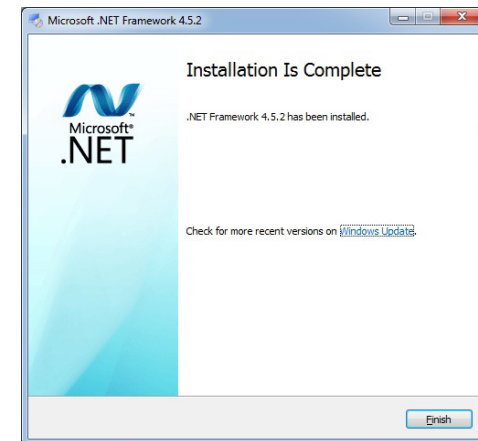 Microsoft .NET Framework 4.5.2
Installation Is Complete
.NET Framework 4.5.2 has been installed.
Microsoft®
.NET™
Check for more recent versions on Windows Update.
Finish